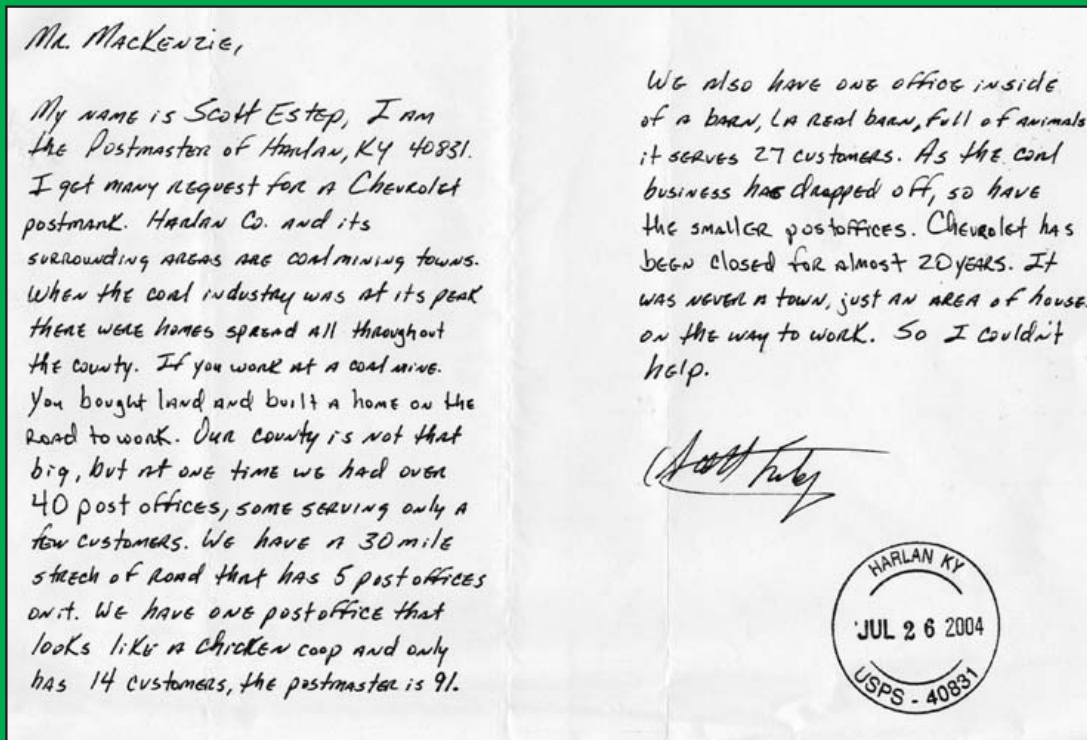 Mr. MacKenzie,
My name is Scott Estep, I am
the Postmaster of Harlan, KY 40831.
I get many request for a Chevrolet
postmark. Harlan Co. and its
surrounding areas are coal mining towns.
When the coal industry was at its peak
there were homes spread all throughout
the county. If you work at a coal mine.
You bought land and built a home on the
road to work. Our county is not that
big, but at one time we had over
40 post offices, some serving only a
few customers. We have a 30 mile
strech of road that has 5 post offices
on it. We have one post office that
looks like a chicken coop and only
has 14 customers, the postmaster is 91.
We also have one office inside
of a barn, (a real barn, full of animals
it serves 27 customers. As the coal
business has dropped off, so have
the smaller postoffices. Chevrolet has
been closed for almost 20 years. It
was never a town, just an area of houses
on the way to work. So I couldn't
help.
Scott Estep
HARLAN KY
JUL 26 2004
USPS - 40831